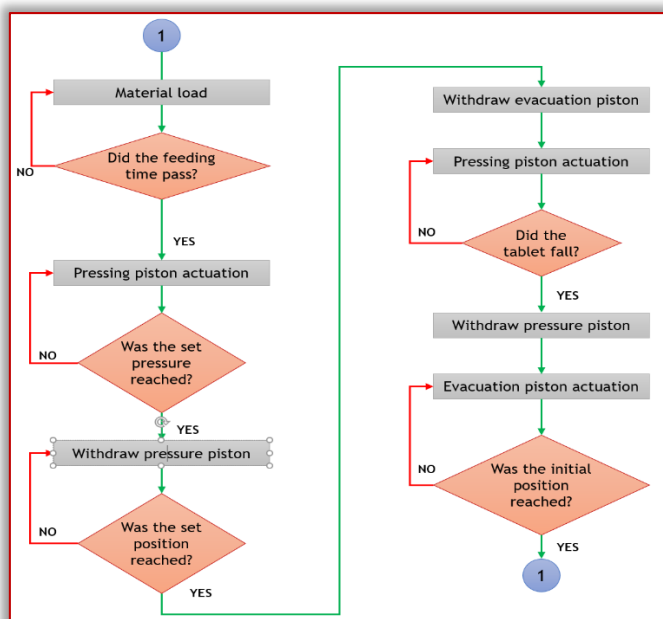 1
Material load
Did the feeding
time pass?
NO
YES
Pressing piston actuation
Was the set
pressure
reached?
NO
YES
Withdraw pressure piston
Was the set
position
reached?
NO
YES
Withdraw evacuation piston
Pressing piston actuation
Did the
tablet fall?
NO
YES
Withdraw pressure piston
Evacuation piston actuation
Was the initial
position
reached?
NO
YES
1